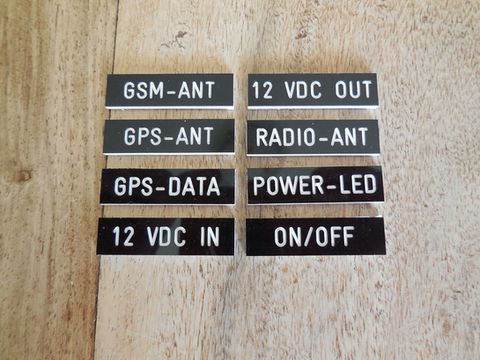 GSM-ANT
12 VDC OUT
GPS-ANT
RADIO-ANT
GPS-DATA
POWER-LED
12 VDC IN
ON/OFF